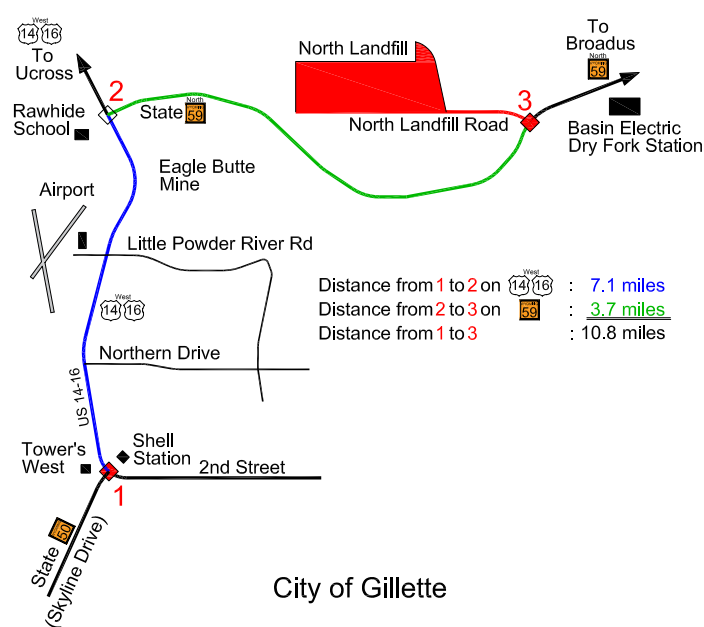 West
14 16
To
Ucross
To
Broadus
59
North Landfill
2
3
Rawhide
School
State
North
59
North Landfill Road
Basin Electric
Dry Fork Station
Eagle Butte
Mine
Airport
Little Powder River Rd
West
14 16
Distance from 1 to 2 on West 14 16 : 7.1 miles
Distance from 2 to 3 on 59 : 3.7 miles
Distance from 1 to 3 : 10.8 miles
Northern Drive
US 14-16
Tower's
West
Shell
Station
2nd Street
1
State 50
(Skyline Drive)
City of Gillette